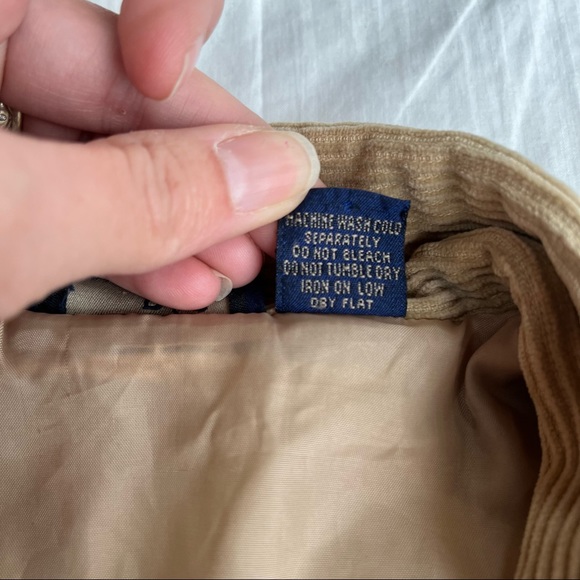 MACHINE WASH COLD
SEPARATELY
DO NOT BLEACH
DO NOT TUMBLE DRY
IRON ON LOW
DRY FLAT